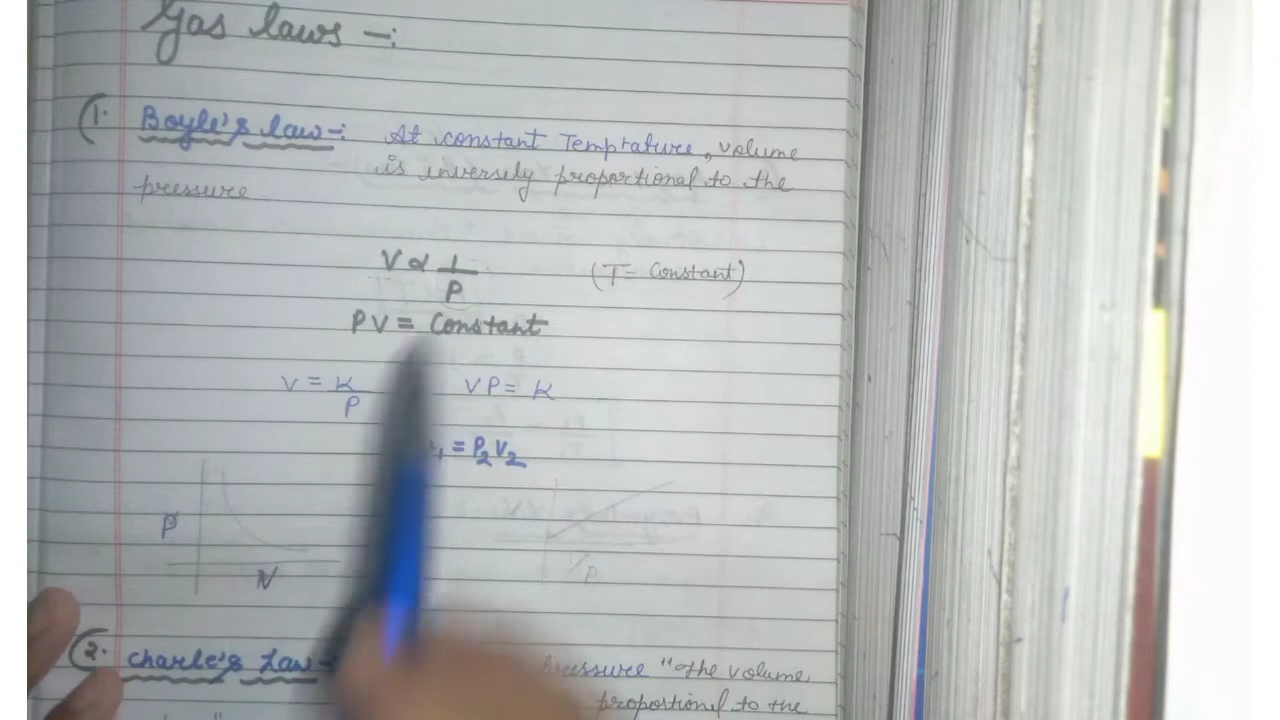 Gas laws -:
1. Boyle's law-: At constant Temprature, volume
is inversely proportional to the
pressure
V ∝ 1/P (T = Constant)
PV = Constant
V = K/P VP = K
= P₂V₂
P
V
1/P
2. Charle's Law- pressure "The volume
proportional to the